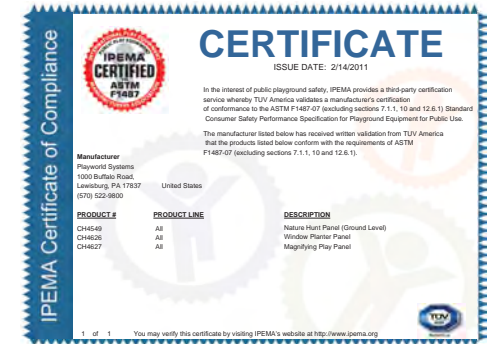 IPEMA Certificate of Compliance
IPEMA
CERTIFIED
ASTM
F1487
CERTIFICATE
ISSUE DATE: 2/14/2011
In the interest of public playground safety, IPEMA provides a third-party certification
service whereby TUV America validates a manufacturer's certification
of conformance to the ASTM F1487-07 (excluding sections 7.1.1, 10 and 12.6.1) Standard
Consumer Safety Performance Specification for Playground Equipment for Public Use.
The manufacturer listed below has received written validation from TUV America
that the products listed below conform with the requirements of ASTM
F1487-07 (excluding sections 7.1.1, 10 and 12.6.1).
Manufacturer
Playworld Systems
1000 Buffalo Road,
Lewisburg, PA 17837 United States
(570) 522-9800
PRODUCT # PRODUCT LINE DESCRIPTION
CH4549 All Nature Hunt Panel (Ground Level)
CH4626 All Window Planter Panel
CH4627 All Magnifying Play Panel
TÜV
1 of 1 You may verify this certificate by visiting IPEMA's website at http://www.ipema.org